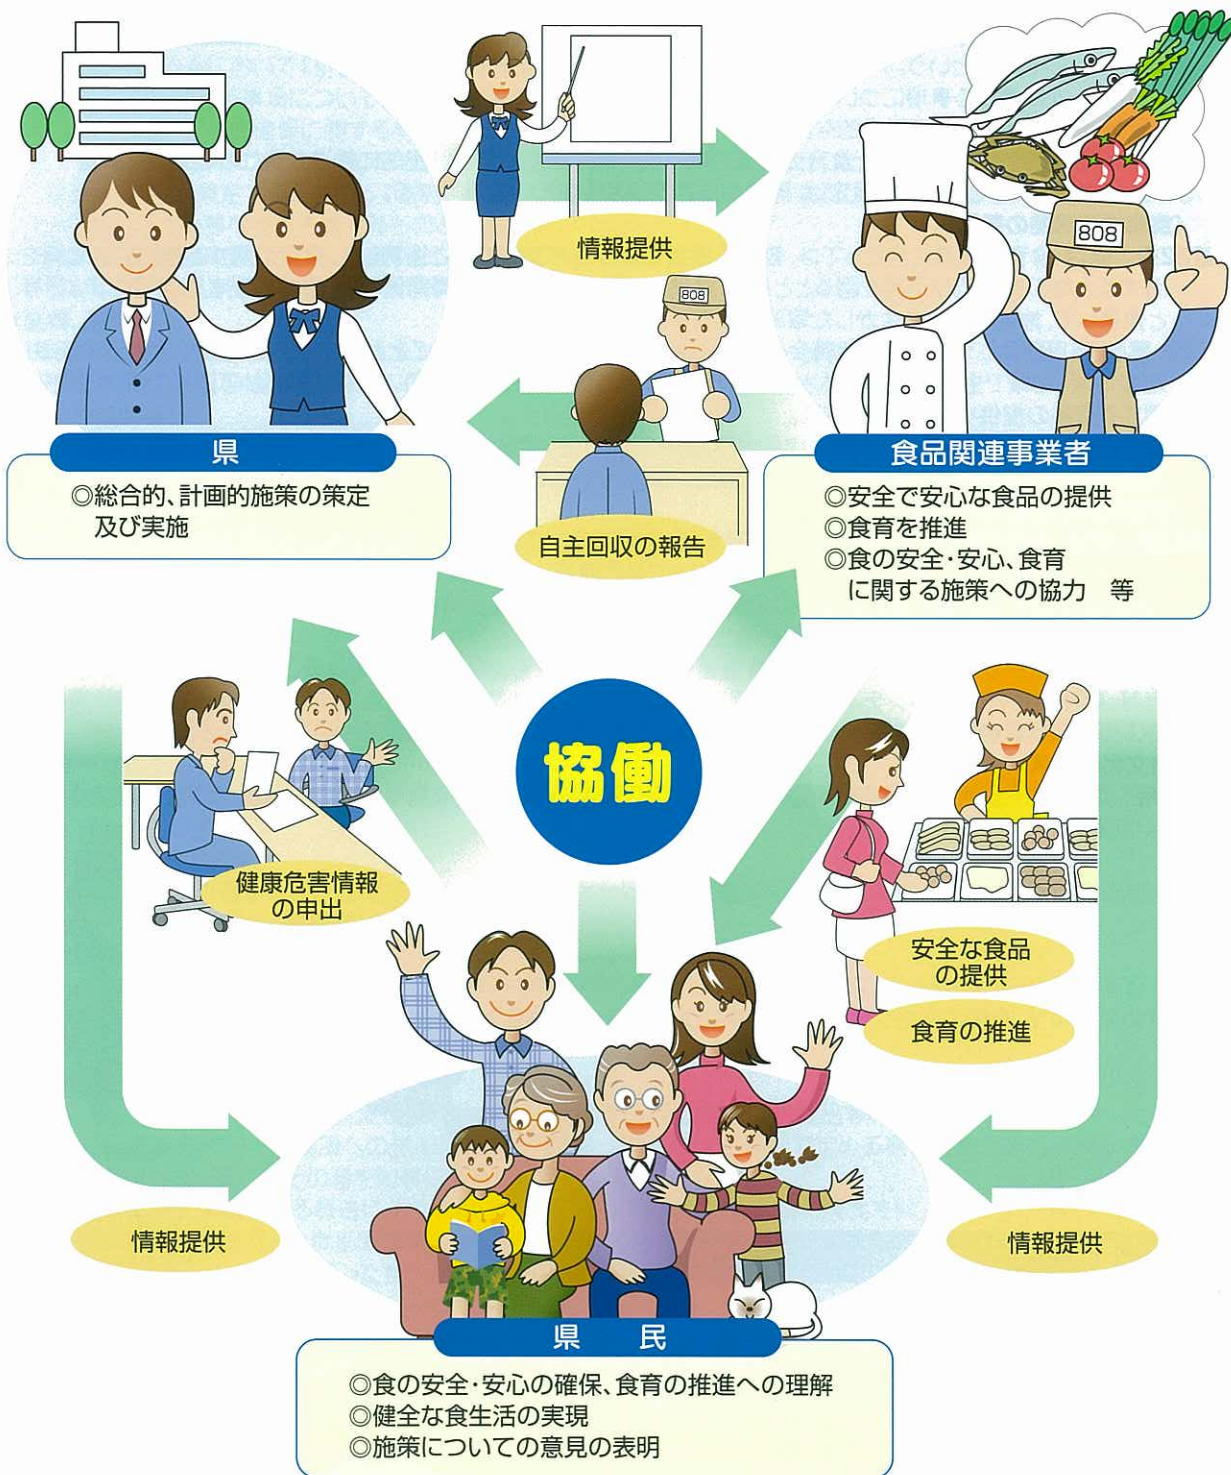 情報提供
808
808
県
◎総合的、計画的施策の策定
及び実施
自主回収の報告
食品関連事業者
◎安全で安心な食品の提供
◎食育を推進
◎食の安全・安心、食育
に関する施策への協力　等
協働
健康危害情報
の申出
安全な食品
の提供
食育の推進
情報提供
情報提供
県　民
◎食の安全・安心の確保、食育の推進への理解
◎健全な食生活の実現
◎施策についての意見の表明